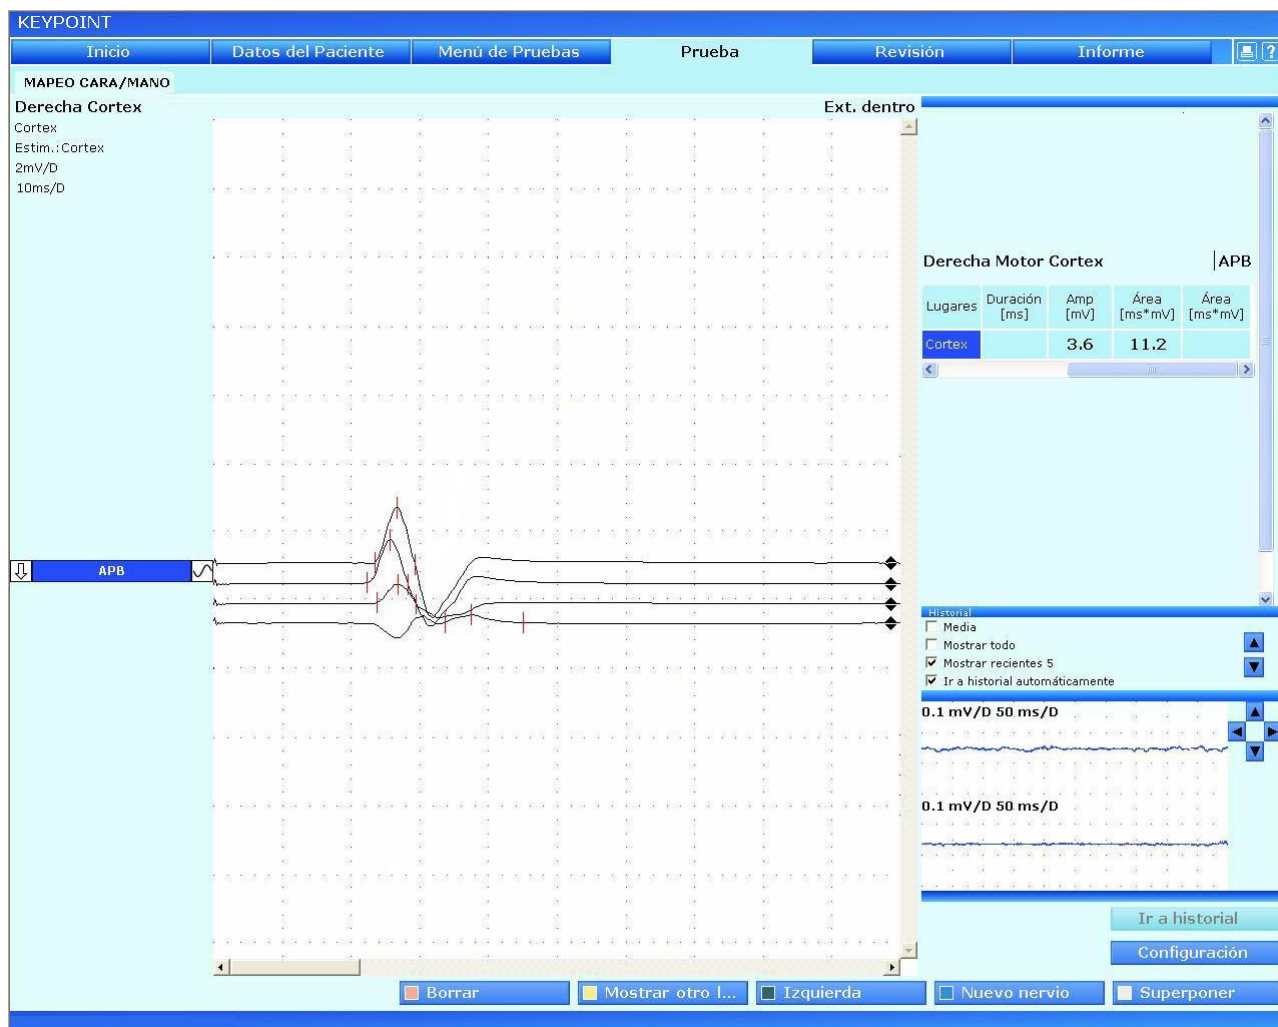 KEYPOINT
Inicio Datos del Paciente Menú de Pruebas Prueba Revisión Informe ?
MAPEO CARA/MANO
Derecha Cortex Ext. dentro
Cortex
Estim.:Cortex
2mV/D
10ms/D
Derecha Motor Cortex APB
Lugares Duración [ms] Amp [mV] Área [ms*mV] Área [ms*mV]
Cortex 3.6 11.2
APB
Historial
Media
Mostrar todo
Mostrar recientes 5
Ir a historial automáticamente
0.1 mV/D 50 ms/D
0.1 mV/D 50 ms/D
Ir a historial
Configuración
Borrar Mostrar otro l... Izquierda Nuevo nervio Superponer